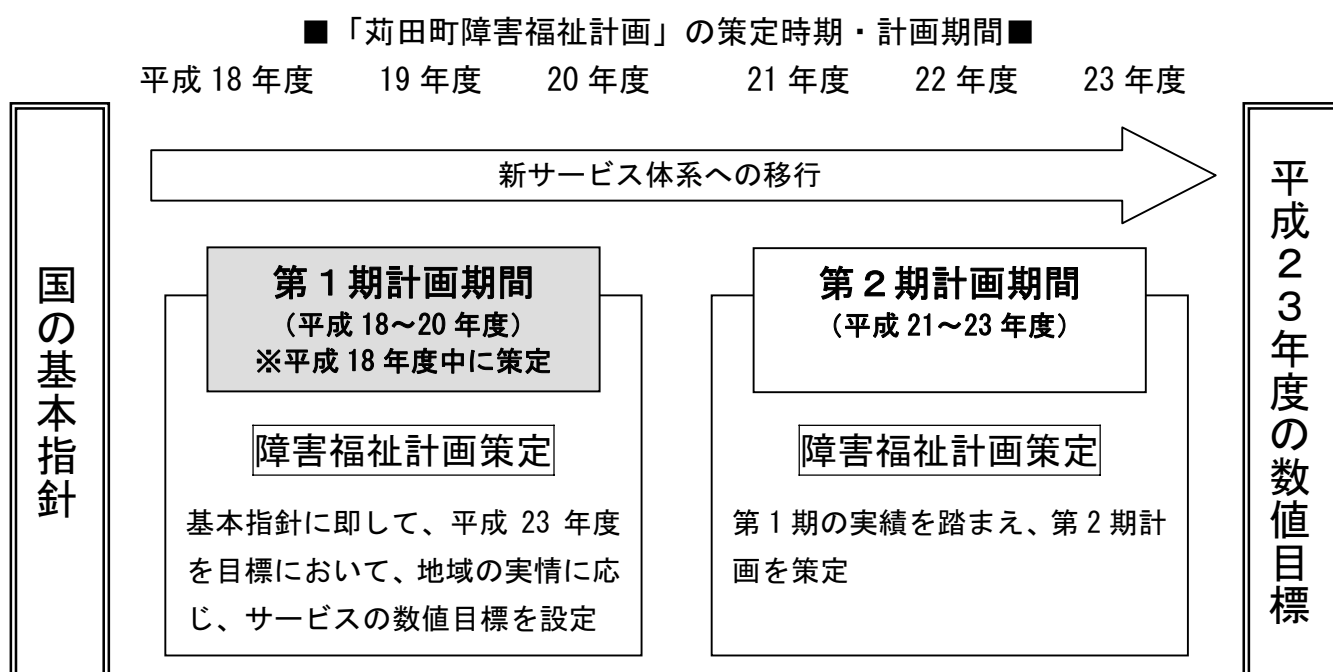 ■「苅田町障害福祉計画」の策定時期・計画期間■
平成 18 年度　19 年度　20 年度　21 年度　22 年度　23 年度
新サービス体系への移行
国の基本指針
第１期計画期間
（平成 18～20 年度）
※平成 18 年度中に策定
障害福祉計画策定
基本指針に即して、平成 23 年度
を目標において、地域の実情に応
じ、サービスの数値目標を設定
第２期計画期間
（平成 21～23 年度）
障害福祉計画策定
第１期の実績を踏まえ、第２期計
画を策定
平成２３年度の数値目標